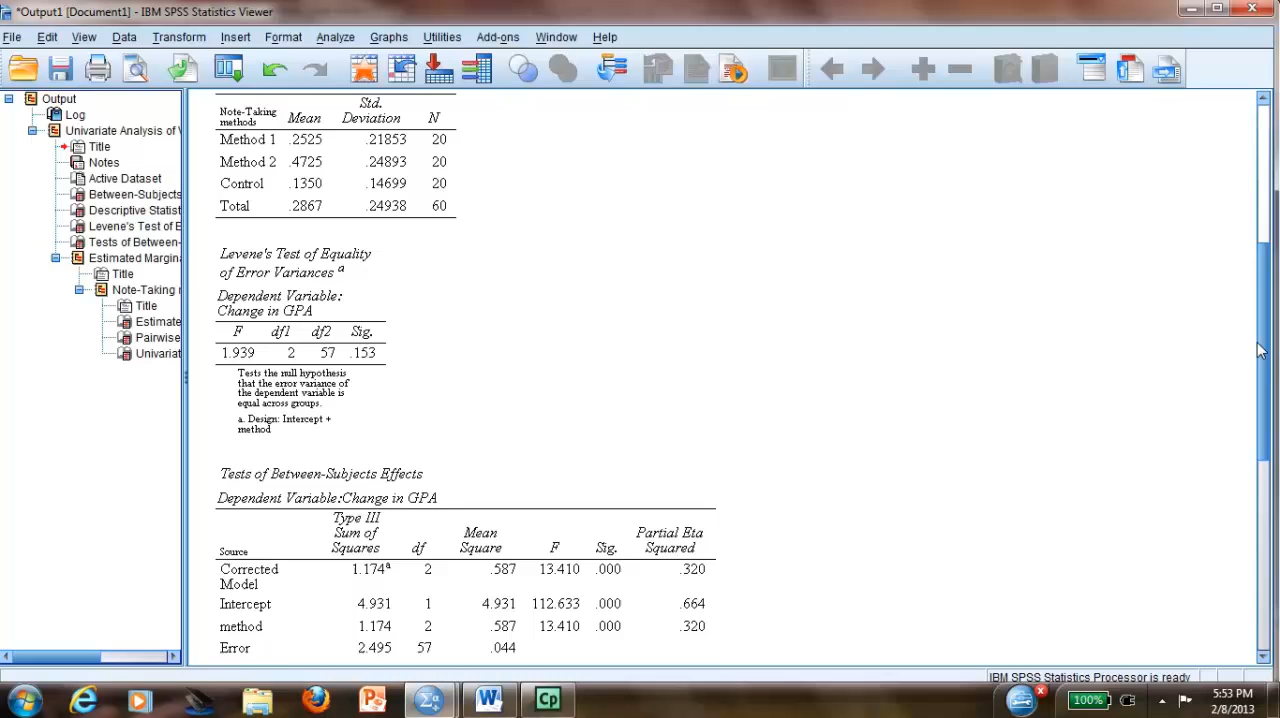 *Output1 [Document1] - IBM SPSS Statistics Viewer
File Edit View Data Transform Insert Format Analyze Graphs Utilities Add-ons Window Help
Output
Log
Univariate Analysis of V
Title
Notes
Active Dataset
Between-Subjects
Descriptive Statist
Levene's Test of E
Tests of Between-
Estimated Margina
Title
Note-Taking r
Title
Estimate
Pairwise
Univariat
Note-Taking methods Mean Std. Deviation N
Method 1 .2525 .21853 20
Method 2 .4725 .24893 20
Control .1350 .14699 20
Total .2867 .24938 60
Levene's Test of Equality
of Error Variances a
Dependent Variable:
Change in GPA
F df1 df2 Sig.
1.939 2 57 .153
Tests the null hypothesis
that the error variance of
the dependent variable is
equal across groups.
a. Design: Intercept +
method
Tests of Between-Subjects Effects
Dependent Variable:Change in GPA
Source Type III Sum of Squares df Mean Square F Sig. Partial Eta Squared
Corrected Model 1.174a 2 .587 13.410 .000 .320
Intercept 4.931 1 4.931 112.633 .000 .664
method 1.174 2 .587 13.410 .000 .320
Error 2.495 57 .044
IBM SPSS Statistics Processor is ready
100%
5:53 PM
2/8/2013